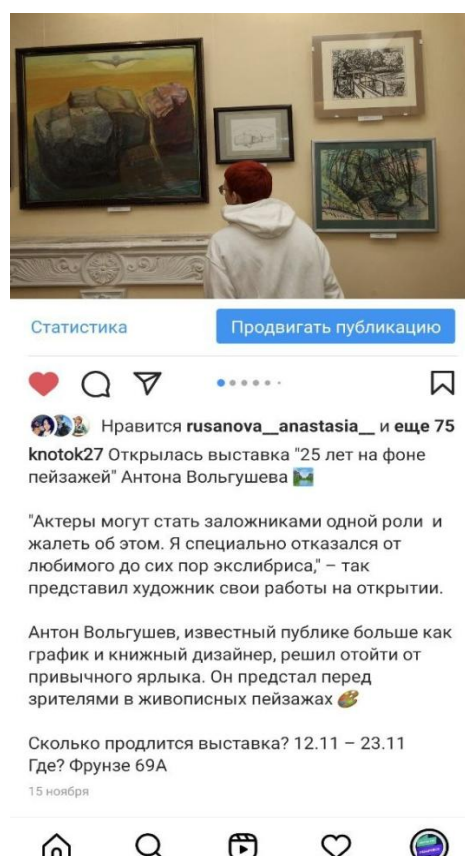 Статистика
Продвигать публикацию
Нравится rusanova__anastasia__ и еще 75
knotok27 Открылась выставка "25 лет на фоне
пейзажей" Антона Вольгушева 🏞️
"Актеры могут стать заложниками одной роли и
жалеть об этом. Я специально отказался от
любимого до сих пор экслибриса," – так
представил художник свои работы на открытии.
Антон Вольгушев, известный публике больше как
график и книжный дизайнер, решил отойти от
привычного ярлыка. Он предстал перед
зрителями в живописных пейзажах 🎨
Сколько продлится выставка? 12.11 – 23.11
Где? Фрунзе 69А
15 ноября